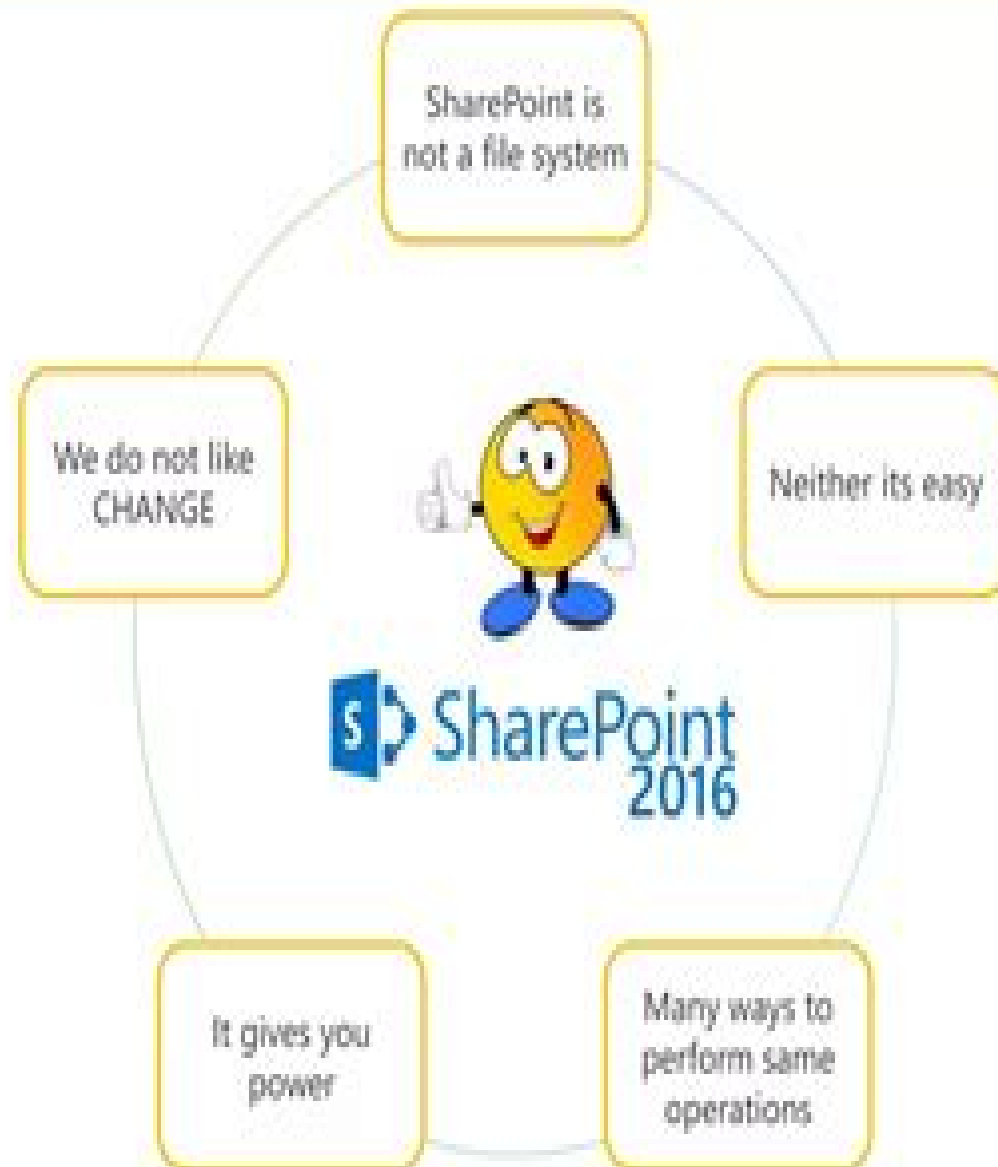 SharePoint is
not a file system
We do not like
CHANGE
Neither its easy
S SharePoint
2016
It gives you
power
Many ways to
perform same
operations